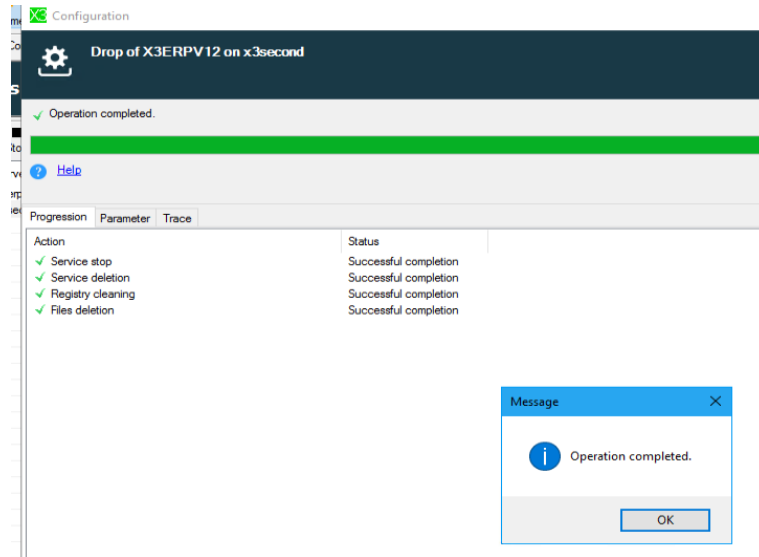 X3 Configuration
Drop of X3ERPV12 on x3second
Operation completed.
Help
Progression Parameter Trace
Action Status
Service stop Successful completion
Service deletion Successful completion
Registry cleaning Successful completion
Files deletion Successful completion
Message
Operation completed.
OK